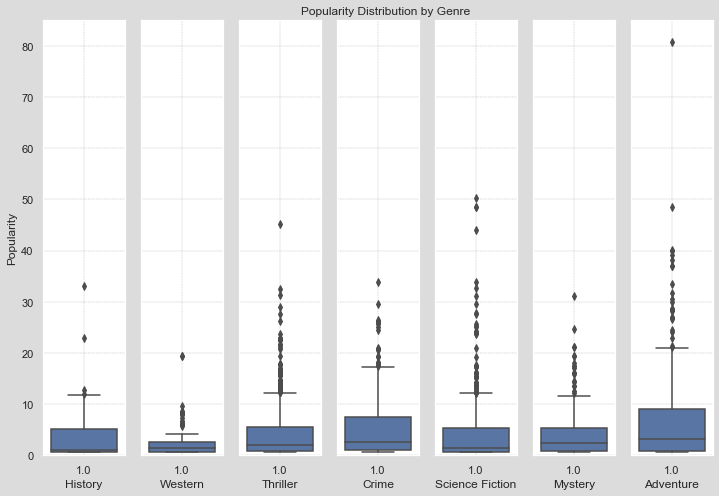 Popularity Distribution by Genre
Popularity
80
70
60
50
40
30
20
10
0
1.0 1.0 1.0 1.0 1.0 1.0 1.0
History Western Thriller Crime Science Fiction Mystery Adventure